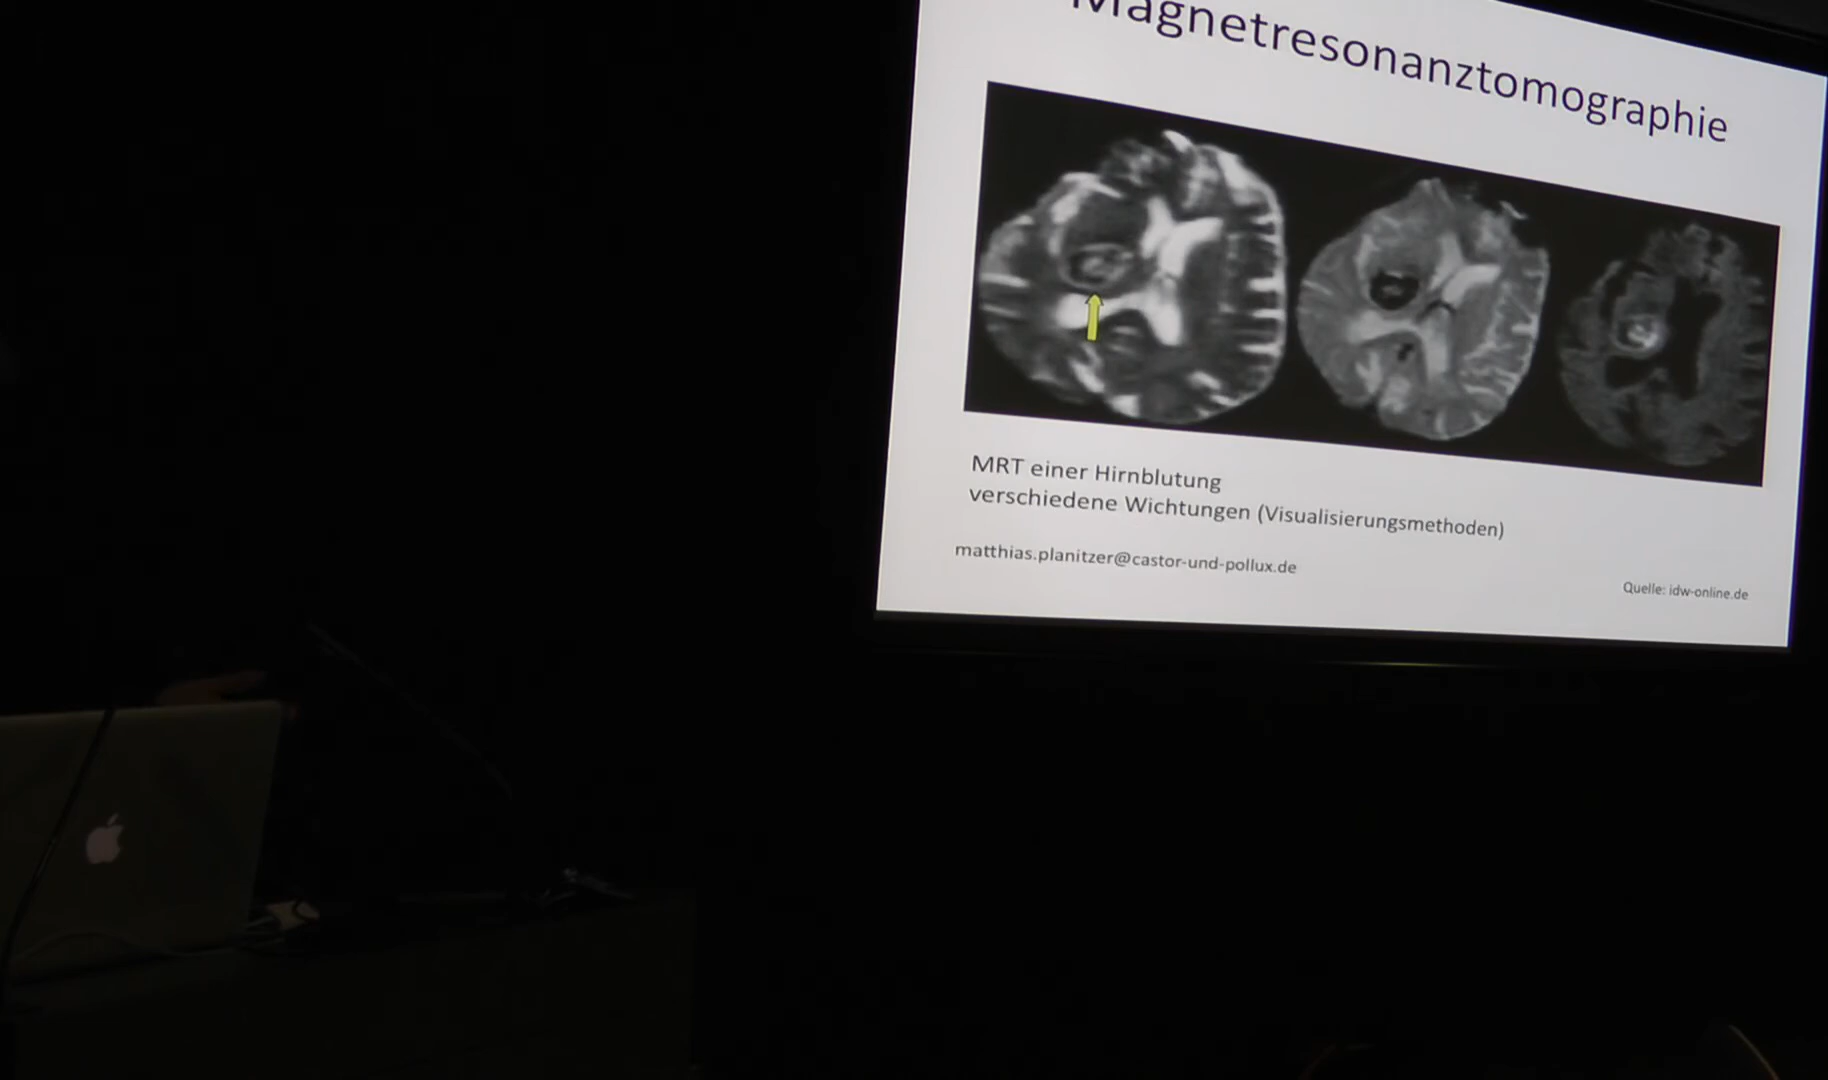 Magnetresonanztomographie
MRT einer Hirnblutung
verschiedene Wichtungen (Visualisierungsmethoden)
matthias.planitzer@castor-und-pollux.de
Quelle: idw-online.de